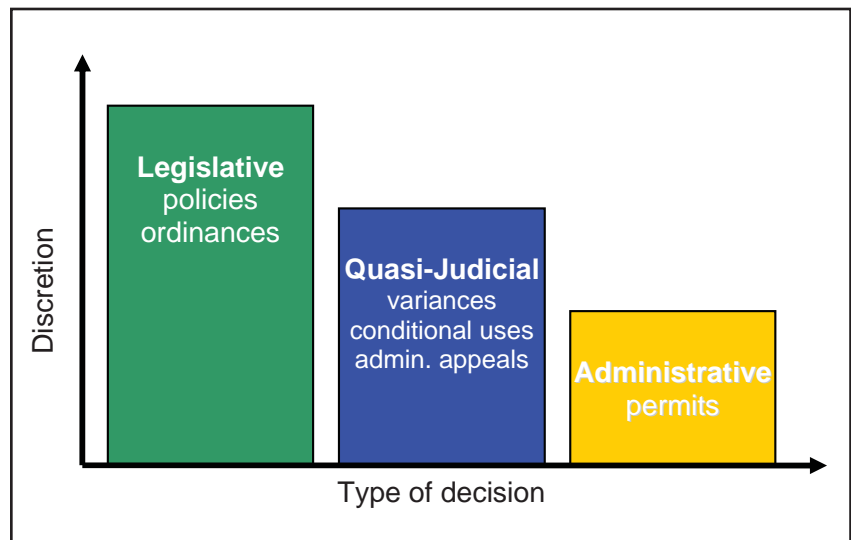 Discretion
Legislative
policies
ordinances
Quasi-Judicial
variances
conditional uses
admin. appeals
Administrative
permits
Type of decision